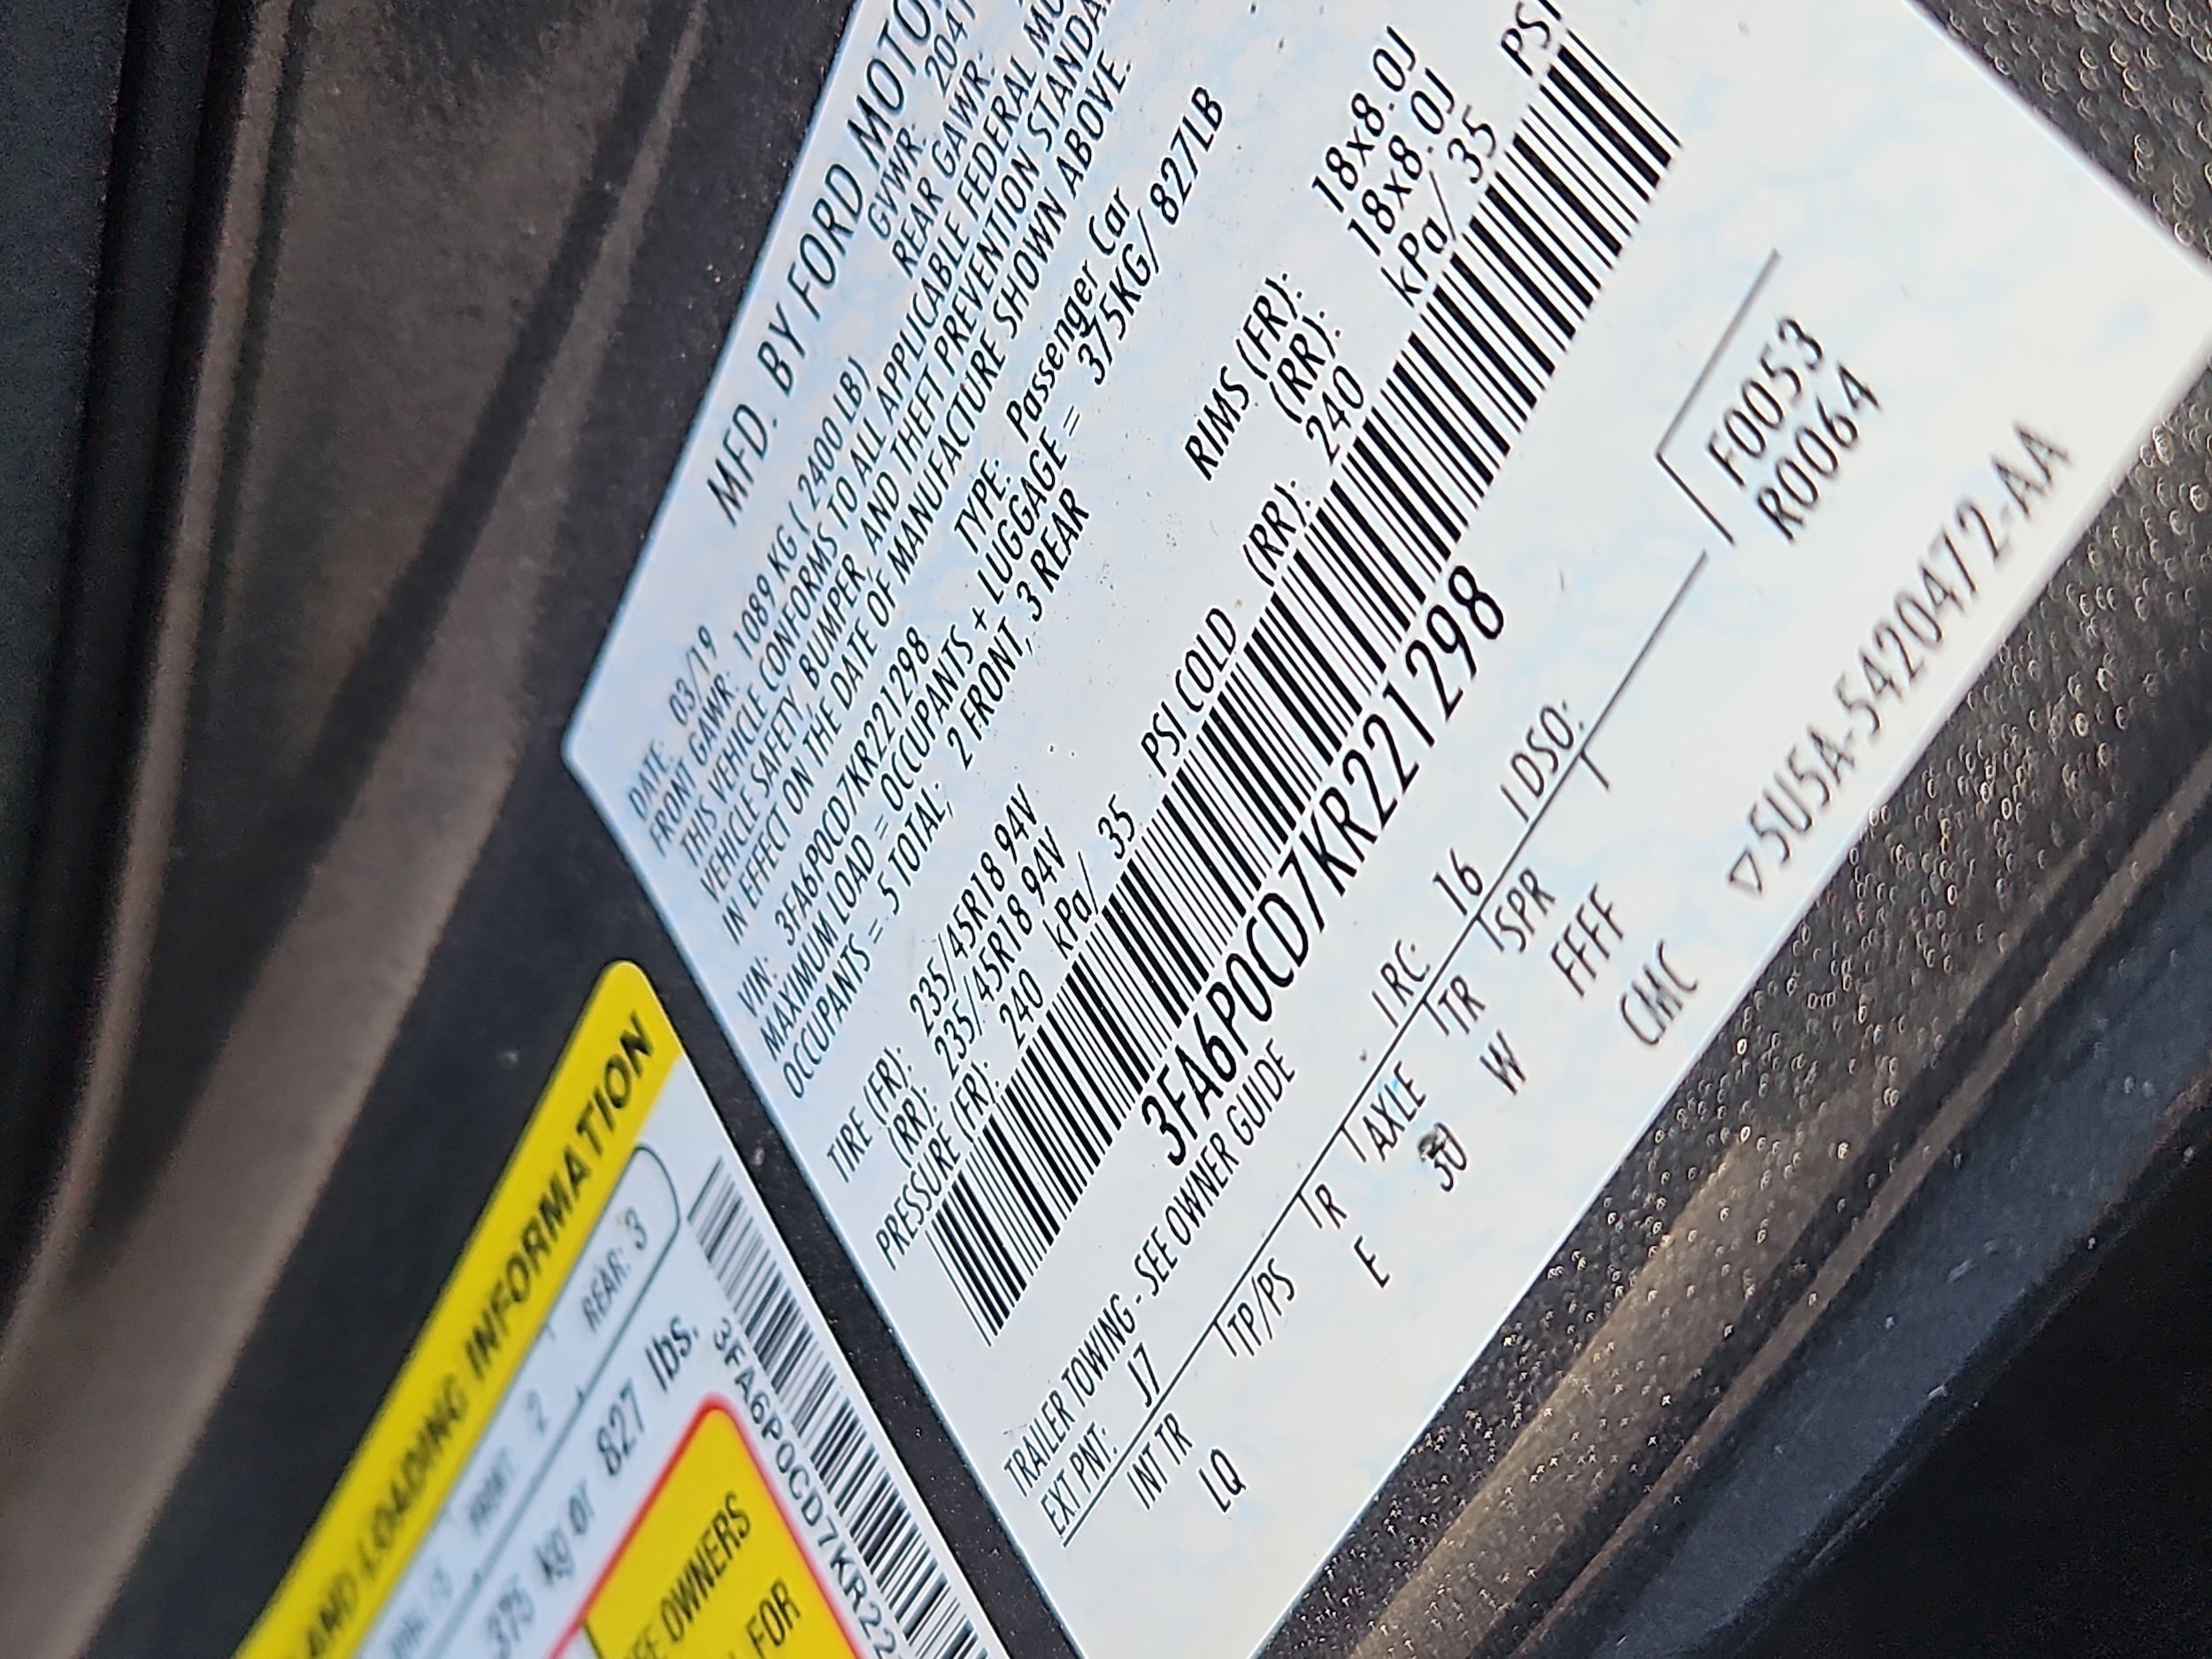 MFD. BY FORD MOTO
DATE: 03/19 GVWR: 2041
FRONT GAWR: 1089 KG ( 2400 LB) REAR GAWR:
THIS VEHICLE CONFORMS TO ALL APPLICABLE FEDERAL MO
VEHICLE SAFETY, BUMPER, AND THEFT PREVENTION STANDA
IN EFFECT ON THE DATE OF MANUFACTURE SHOWN ABOVE.
VIN: 3FA6P0CD7KR221298 TYPE: Passenger Car
MAXIMUM LOAD = OCCUPANTS + LUGGAGE = 375KG/ 827LB
OCCUPANTS = 5 TOTAL; 2 FRONT, 3 REAR
TIRE (FR): 235/45R18 94V RIMS (FR): 18x8.0J
(RR): 235/45R18 94V (RR): 18x8.0J
PRESSURE (FR): 240 kPa/ 35 PSI COLD (RR): 240 kPa/ 35 PSI
3FA6P0CD7KR221298
TRAILER TOWING - SEE OWNER GUIDE
EXT PNT: J7 RC: 16 DSO:
INT TR TP/PS R AXLE TR SPR
LQ E W FFFF
CMC
F0053
R0064
5U5A-5420472-AA
AND LOADING INFORMATION
FRONT: 2 REAR: 3
375 kg or 827 lbs.
3FA6P0CD7KR22
OWNERS
FOR